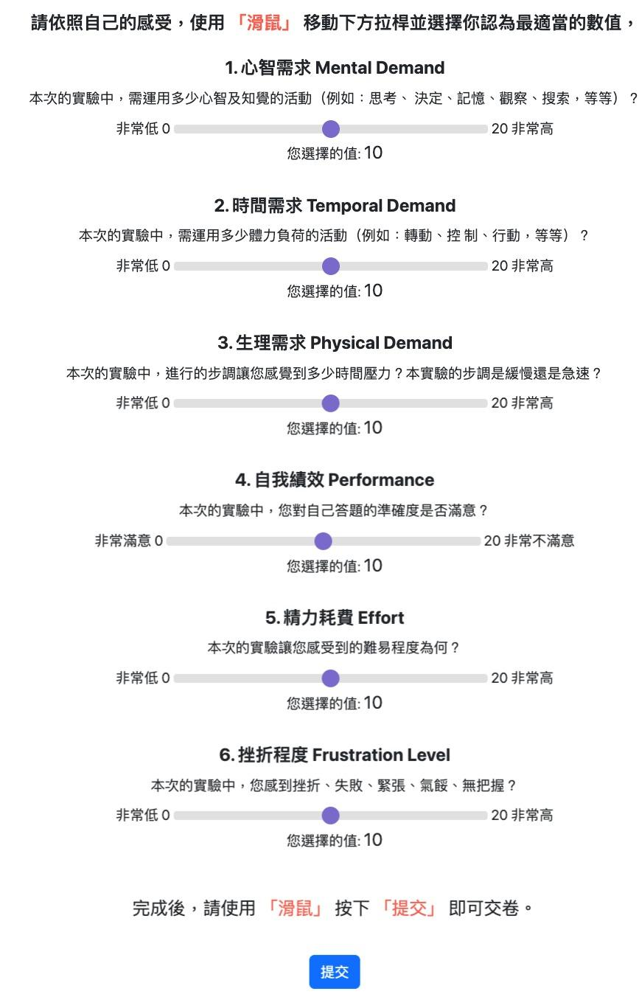 請依照自己的感受，使用 「滑鼠」 移動下方拉桿並選擇你認為最適當的數值，
1. 心智需求 Mental Demand
本次的實驗中，需運用多少心智及知覺的活動（例如：思考、 決定、記憶、觀察、搜索，等等）？
非常低 0 20 非常高
您選擇的值: 10
2. 時間需求 Temporal Demand
本次的實驗中，需運用多少體力負荷的活動（例如：轉動、控 制、行動，等等）？
非常低 0 20 非常高
您選擇的值: 10
3. 生理需求 Physical Demand
本次的實驗中，進行的步調讓您感覺到多少時間壓力？本實驗的步調是緩慢還是急速？
非常低 0 20 非常高
您選擇的值: 10
4. 自我績效 Performance
本次的實驗中，您對自己答題的準確度是否滿意？
非常滿意 0 20 非常不滿意
您選擇的值: 10
5. 精力耗費 Effort
本次的實驗讓您感受到的難易程度為何？
非常低 0 20 非常高
您選擇的值: 10
6. 挫折程度 Frustration Level
本次的實驗中，您感到挫折、失敗、緊張、氣餒、無把握？
非常低 0 20 非常高
您選擇的值: 10
完成後，請使用 「滑鼠」 按下 「提交」 即可交卷。
提交